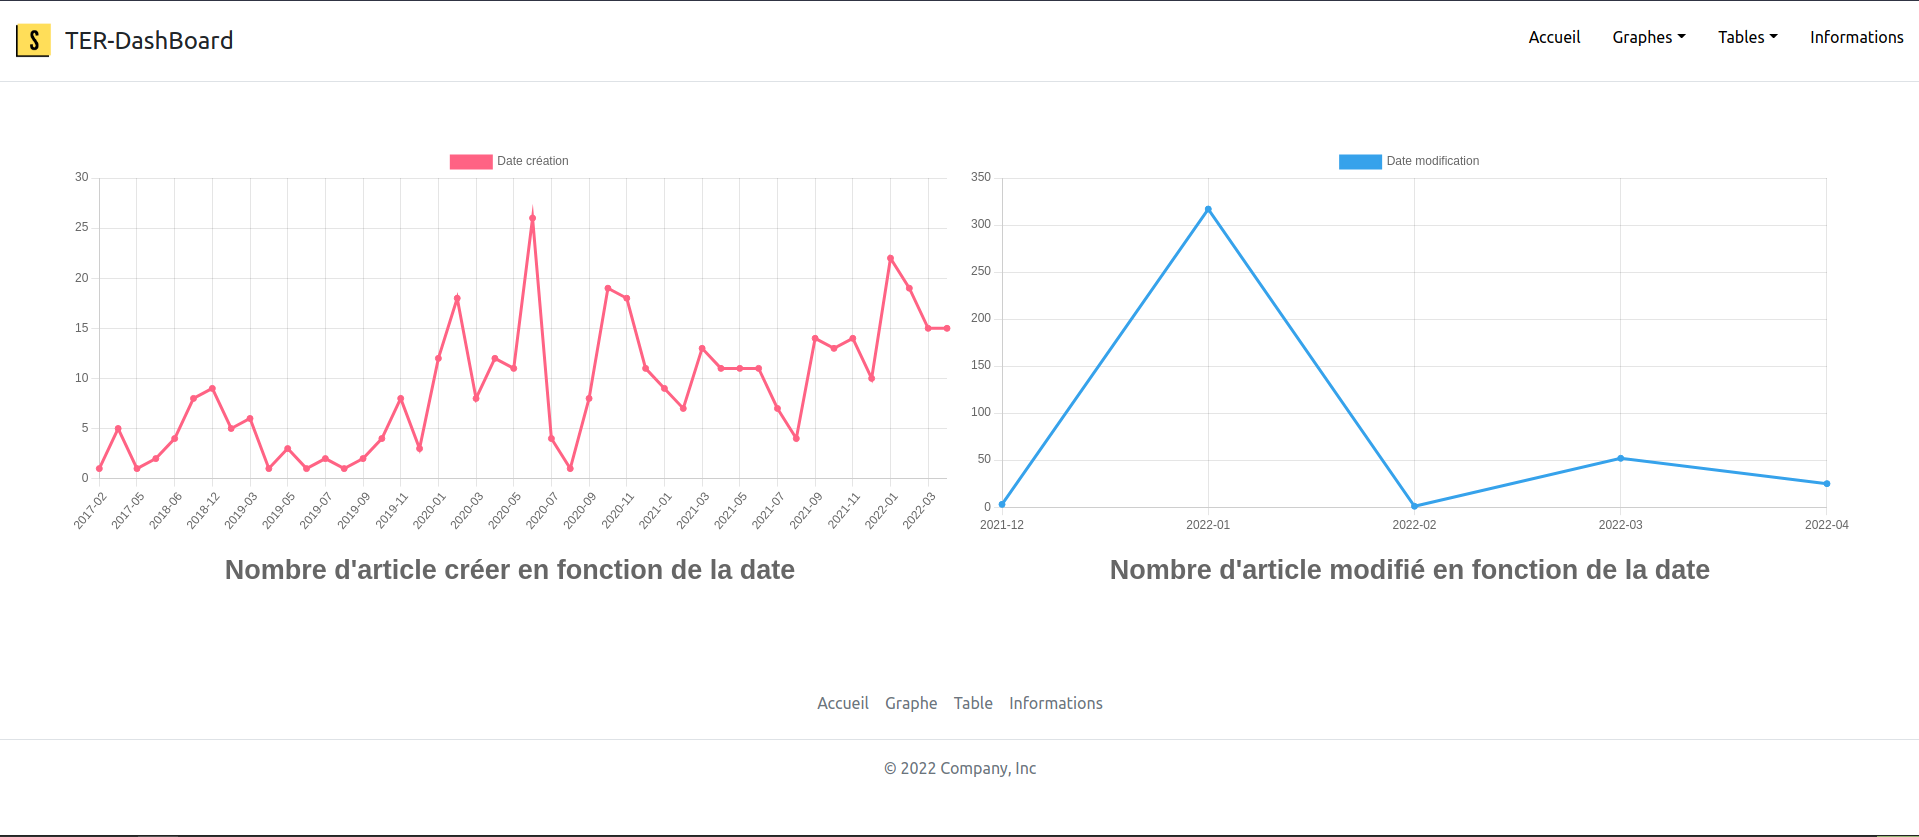 S TER-DashBoard
Accueil Graphes Tables Informations
Date création
30
25
20
15
10
5
0
2017-02 2017-05 2018-06 2018-12 2019-03 2019-05 2019-07 2019-09 2019-11 2020-01 2020-03 2020-05 2020-07 2020-09 2020-11 2021-01 2021-03 2021-05 2021-07 2021-09 2021-11 2022-01 2022-03
Nombre d'article créer en fonction de la date
Date modification
350
300
250
200
150
100
50
0
2021-12 2022-01 2022-02 2022-03 2022-04
Nombre d'article modifié en fonction de la date
Accueil Graphe Table Informations
© 2022 Company, Inc